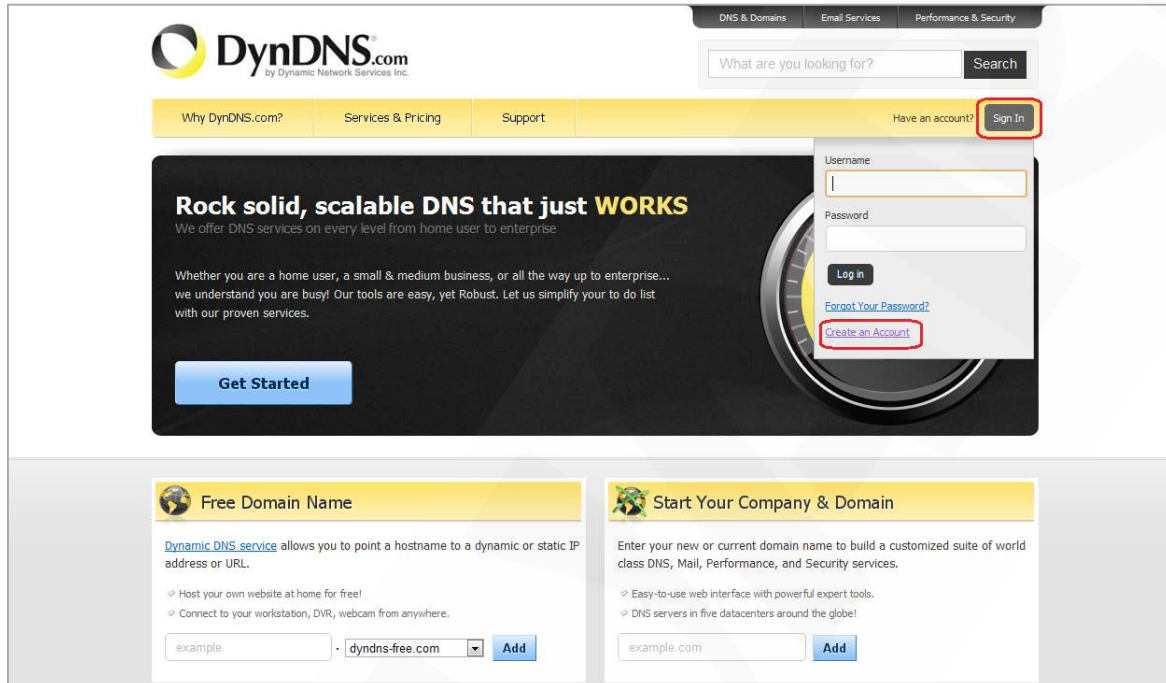 DNS & Domains
Email Services
Performance & Security
DynDNS.com
by Dynamic Network Services Inc.
What are you looking for?
Search
Why DynDNS.com?
Services & Pricing
Support
Have an account?
Sign In
Username
Password
Log in
Forgot Your Password?
Create an Account
Rock solid, scalable DNS that just WORKS
We offer DNS services on every level from home user to enterprise
Whether you are a home user, a small & medium business, or all the way up to enterprise...
we understand you are busy! Our tools are easy, yet Robust. Let us simplify your to do list
with our proven services.
Get Started
Free Domain Name
Dynamic DNS service allows you to point a hostname to a dynamic or static IP
address or URL.
Host your own website at home for free!
Connect to your workstation, DVR, webcam from anywhere.
example
. dyndns-free.com
Add
Start Your Company & Domain
Enter your new or current domain name to build a customized suite of world
class DNS, Mail, Performance, and Security services.
Easy-to-use web interface with powerful expert tools.
DNS servers in five datacenters around the globe!
example.com
Add